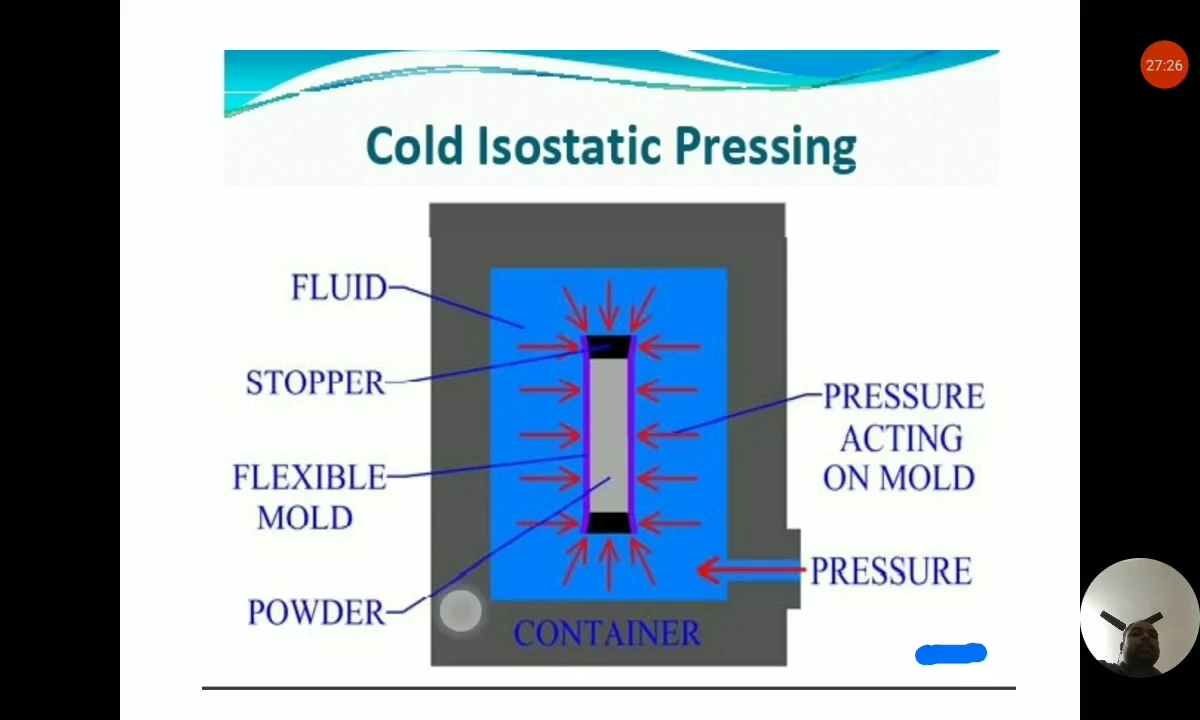 27:26
Cold Isostatic Pressing
FLUID
STOPPER
FLEXIBLE
MOLD
POWDER
PRESSURE
ACTING
ON MOLD
PRESSURE
CONTAINER